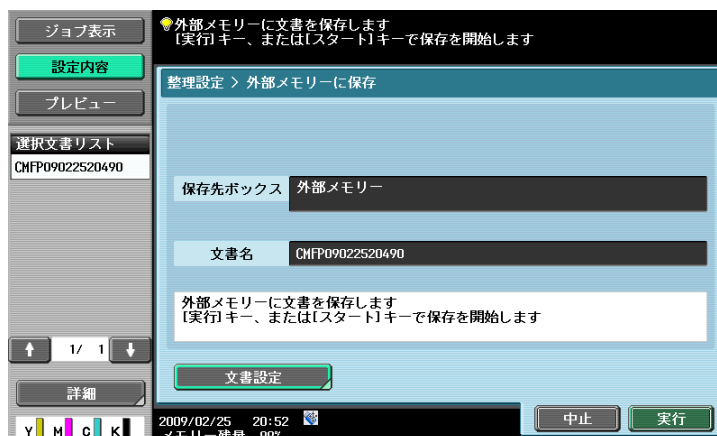 ジョブ表示
設定内容
プレビュー
選択文書リスト
CMFP09022520490
1/ 1
詳細
Y M C K
外部メモリーに文書を保存します
[実行]キー、または[スタート]キーで保存を開始します
整理設定 > 外部メモリーに保存
保存先ボックス 外部メモリー
文書名 CMFP09022520490
外部メモリーに文書を保存します
[実行]キー、または[スタート]キーで保存を開始します
文書設定
2009/02/25 20:52
メモリー残量 99%
中止 実行